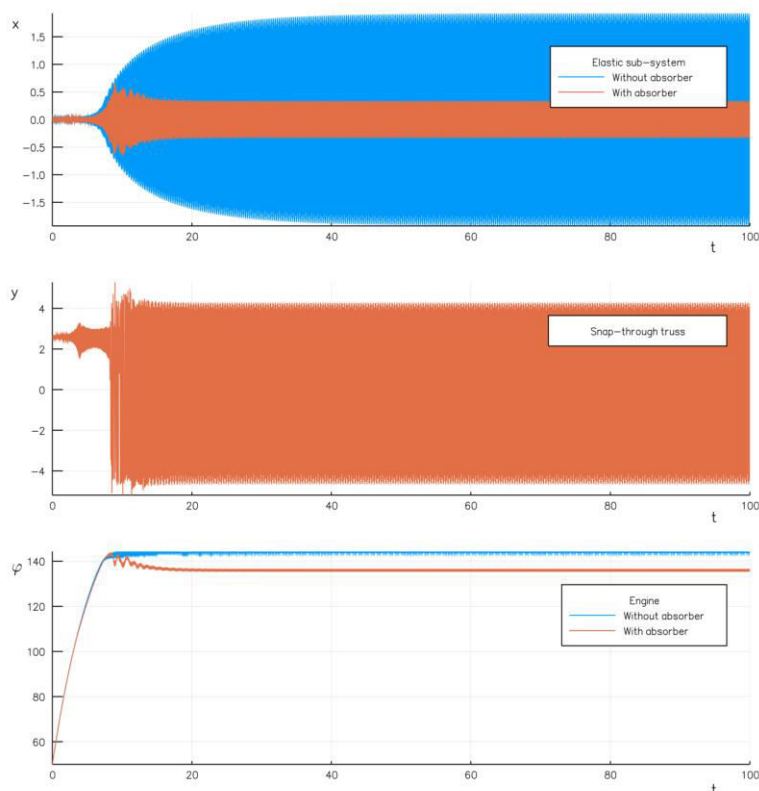 x
1.5
1.0
0.5
0.0
−0.5
−1.0
−1.5
Elastic sub−system
Without absorber
With absorber
0 20 40 60 80 100
t
y
4
2
0
−2
−4
Snap−through truss
0 20 40 60 80 100
t
φ
140
120
100
80
60
Engine
Without absorber
With absorber
0 20 40 60 80 100
t